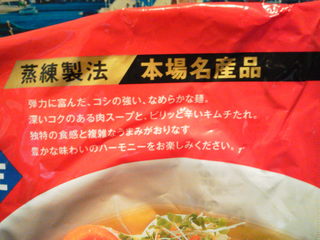 蒸練製法 本場名産品
弾力に富んだ、コシの強い、なめらかな麺。
深いコクのある肉スープと、ピリッと辛いキムチたれ。
独特の食感と複雑なうまみがおりなす
豊かな味わいのハーモニーをお楽しみください。